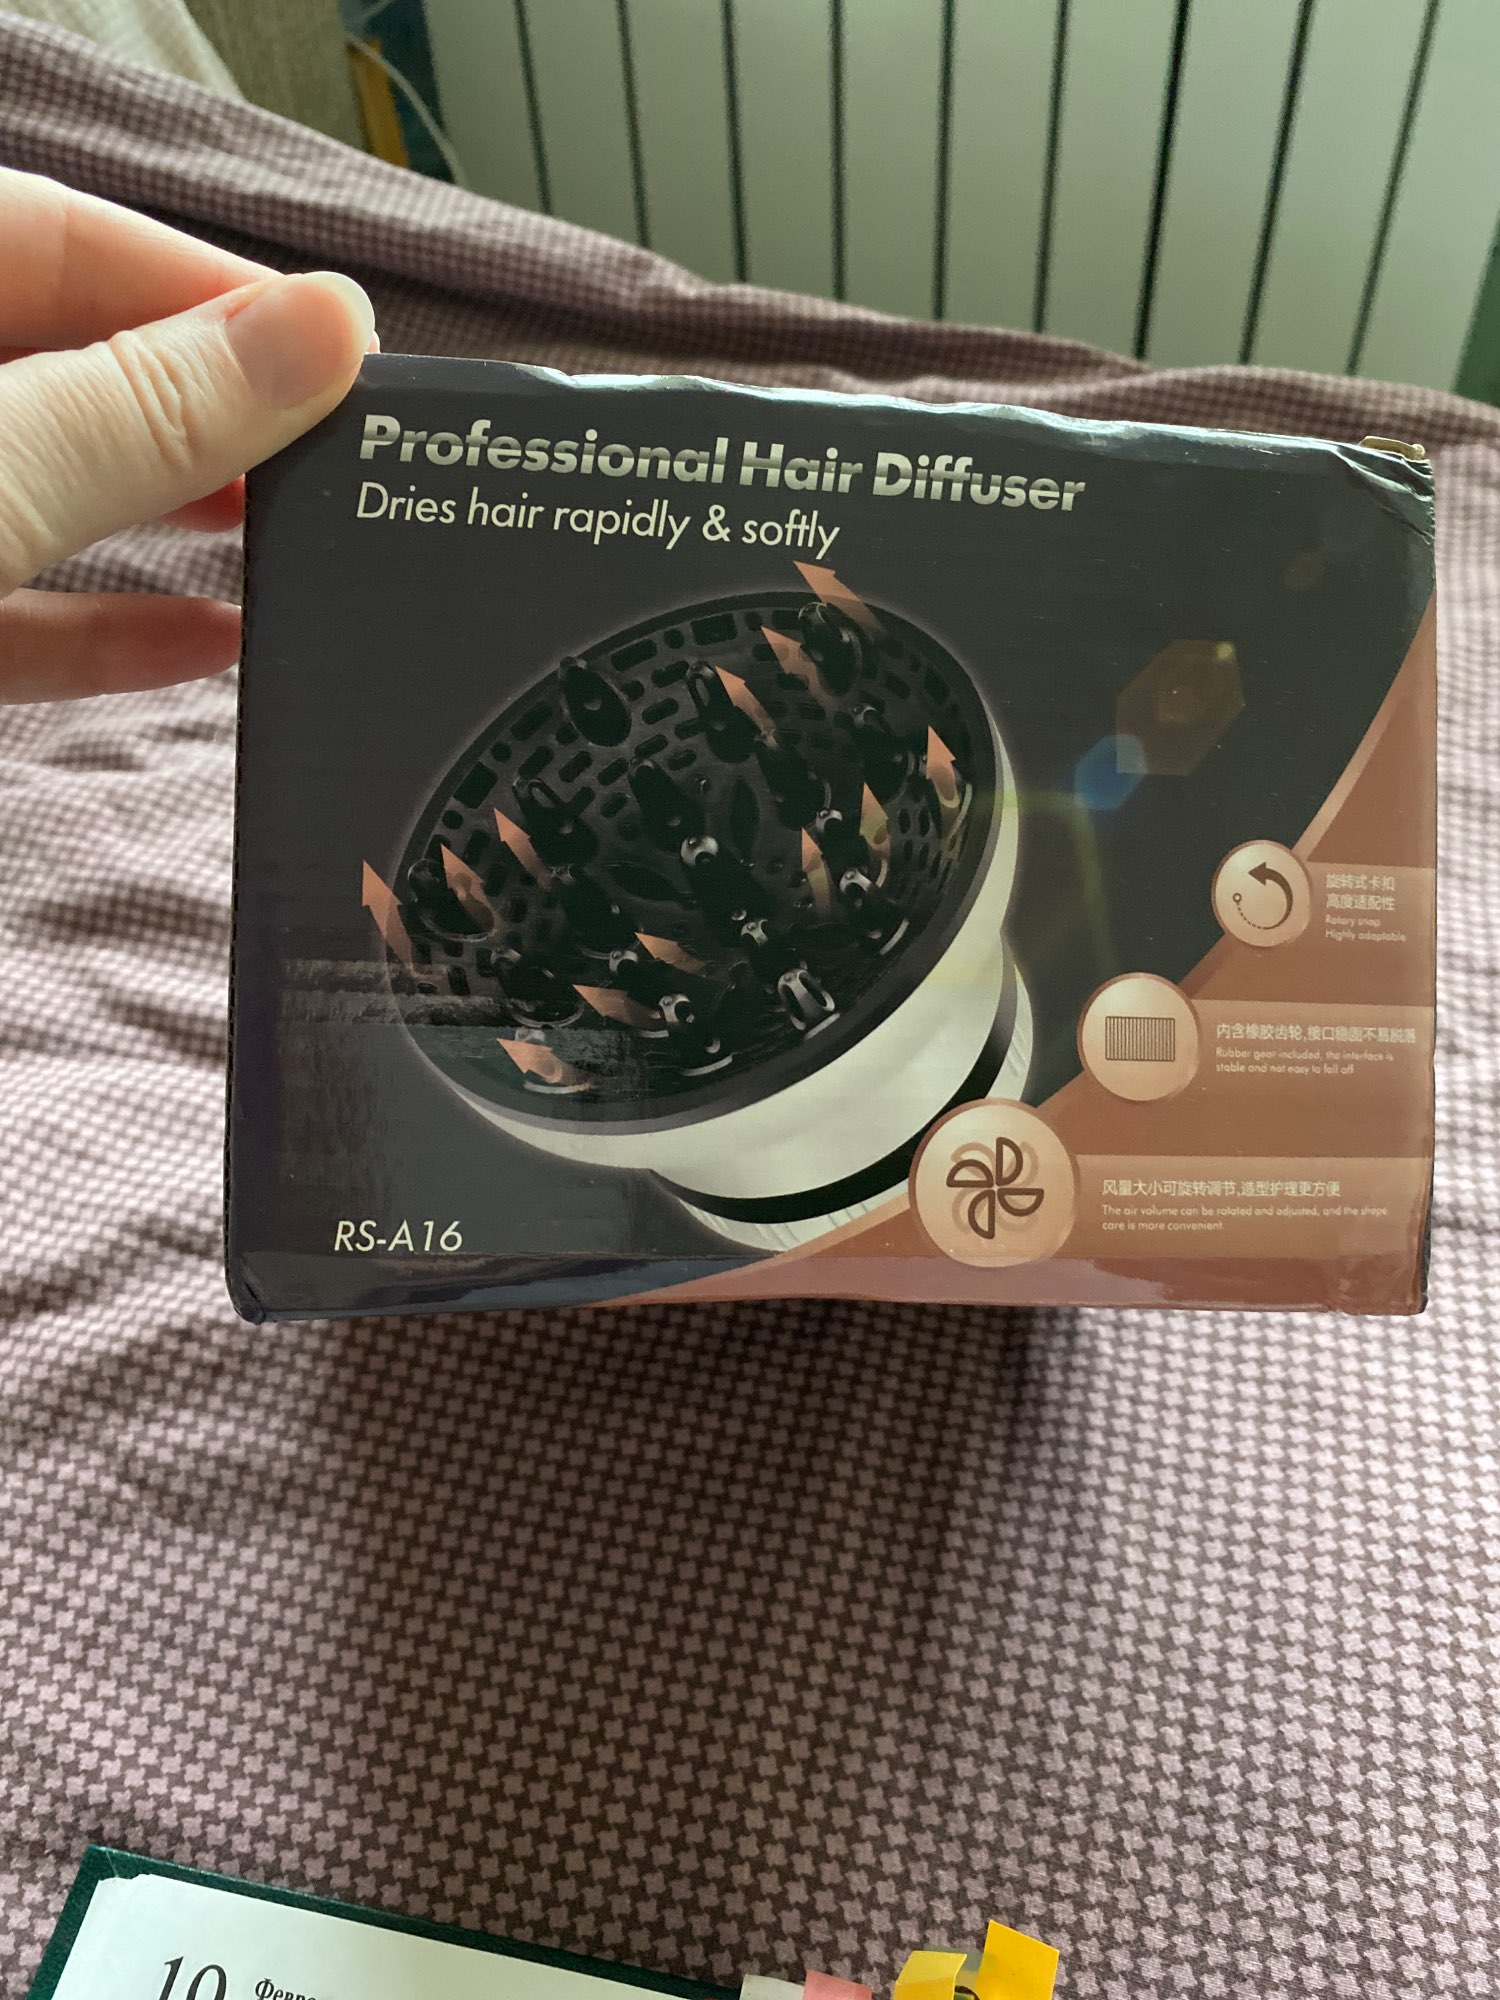 Professional Hair Diffuser
Dries hair rapidly & softly
旋转式卡扣
高度适配性
Rotary snap
Highly adaptable
内含橡胶齿轮,接口稳固不易脱落
Rubber gear included, the interface is
stable and not easy to fall off
风量大小可旋转调节,造型护理更方便
The air volume can be rotated and adjusted, and the shape
care is more convenient.
RS-A16
10